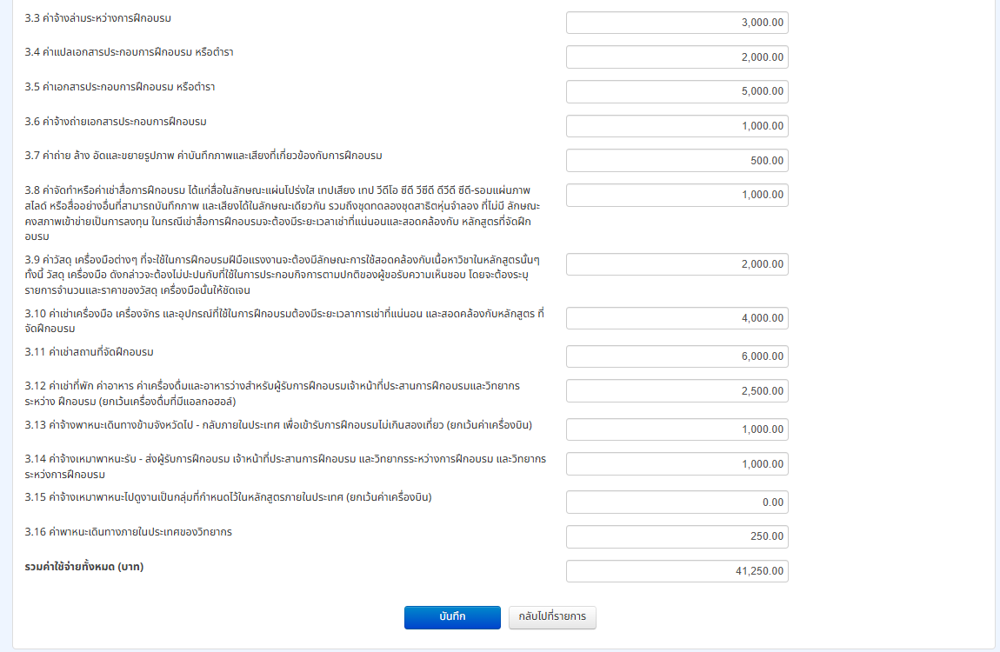 3.3 ค่าจ้างล่ามระหว่างการฝึกอบรม
3,000.00
3.4 ค่าแปลเอกสารประกอบการฝึกอบรม หรือตำรา
2,000.00
3.5 ค่าเอกสารประกอบการฝึกอบรม หรือตำรา
5,000.00
3.6 ค่าจ้างถ่ายเอกสารประกอบการฝึกอบรม
1,000.00
3.7 ค่าถ่าย ล้าง อัดและขยายรูปภาพ ค่าบันทึกภาพและเสียงที่เกี่ยวข้องกับการฝึกอบรม
500.00
3.8 ค่าจัดทำหรือค่าเช่าสื่อการฝึกอบรม ได้แก่สื่อในลักษณะแผ่นโปร่งใส เทปเสียง เทป วีดีโอ ซีดี วีซีดี ดีวีดี ซีดี-รอมแผ่นภาพ
สไลด์ หรือสื่ออย่างอื่นที่สามารถบันทึกภาพ และเสียงได้ในลักษณะเดียวกัน รวมถึงชุดทดลองชุดสาธิตหุ่นจำลอง ที่ไม่มี ลักษณะ
คงสภาพเข้าข่ายเป็นการลงทุน ในกรณีเช่าสื่อการฝึกอบรมจะต้องมีระยะเวลาเช่าที่แน่นอนและสอดคล้องกับ หลักสูตรที่จัดฝึก
อบรม
1,000.00
3.9 ค่าวัสดุ เครื่องมือต่างๆ ที่จะใช้ในการฝึกอบรมฝีมือแรงงานจะต้องมีลักษณะการใช้สอดคล้องกับเนื้อหาวิชาในหลักสูตรนั้นๆ
ทั้งนี้ วัสดุ เครื่องมือ ดังกล่าวจะต้องไม่ปะปนกับที่ใช้ในการประกอบกิจการตามปกติของผู้ขอรับความเห็นชอบ โดยจะต้องระบุ
รายการจำนวนและราคาของวัสดุ เครื่องมือนั้นให้ชัดเจน
2,000.00
3.10 ค่าเช่าเครื่องมือ เครื่องจักร และอุปกรณ์ที่ใช้ในการฝึกอบรมต้องมีระยะเวลาการเช่าที่แน่นอน และสอดคล้องกับหลักสูตร ที่
จัดฝึกอบรม
4,000.00
3.11 ค่าเช่าสถานที่จัดฝึกอบรม
6,000.00
3.12 ค่าเช่าที่พัก ค่าอาหาร ค่าเครื่องดื่มและอาหารว่างสำหรับผู้รับการฝึกอบรมเจ้าหน้าที่ประสานการฝึกอบรมและวิทยากร
ระหว่าง ฝึกอบรม (ยกเว้นเครื่องดื่มที่มีแอลกอฮอล์)
2,500.00
3.13 ค่าจ้างพาหนะเดินทางข้ามจังหวัดไป - กลับภายในประเทศ เพื่อเข้ารับการฝึกอบรมไม่เกินสองเที่ยว (ยกเว้นค่าเครื่องบิน)
1,000.00
3.14 ค่าจ้างเหมาพาหนะรับ - ส่งผู้รับการฝึกอบรม เจ้าหน้าที่ประสานการฝึกอบรม และวิทยากรระหว่างการฝึกอบรม และวิทยากร
ระหว่งการฝึกอบรม
1,000.00
3.15 ค่าจ้างเหมาพาหนะไปดูงานเป็นกลุ่มที่กำหนดไว้ในหลักสูตรภายในประเทศ (ยกเว้นค่าเครื่องบิน)
0.00
3.16 ค่าพาหนะเดินทางภายในประเทศของวิทยากร
250.00
รวมค่าใช้จ่ายทั้งหมด (บาท)
41,250.00
บันทึก
กลับไปที่รายการ